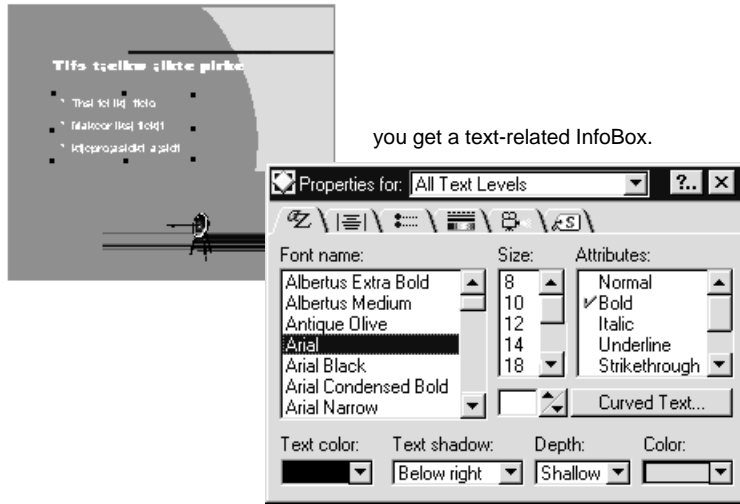 you get a text-related InfoBox.
Properties for: All Text Levels ?..
Font name: Size: Attributes:
Albertus Extra Bold 8 Normal
Albertus Medium 10 Bold
Antique Olive 12 Italic
Arial 14 Underline
Arial Black 18 Strikethrough
Arial Condensed Bold
Arial Narrow Curved Text...
Text color: Text shadow: Depth: Color:
Below right Shallow